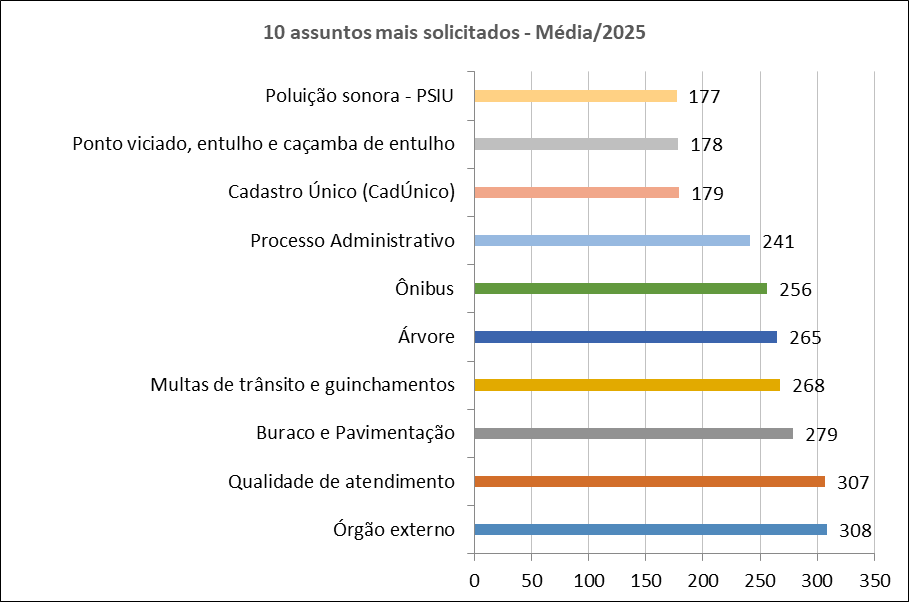 10 assuntos mais solicitados - Média/2025
Poluição sonora - PSIU 177
Ponto viciado, entulho e caçamba de entulho 178
Cadastro Único (CadÚnico) 179
Processo Administrativo 241
Ônibus 256
Árvore 265
Multas de trânsito e guinchamentos 268
Buraco e Pavimentação 279
Qualidade de atendimento 307
Órgão externo 308
0 50 100 150 200 250 300 350